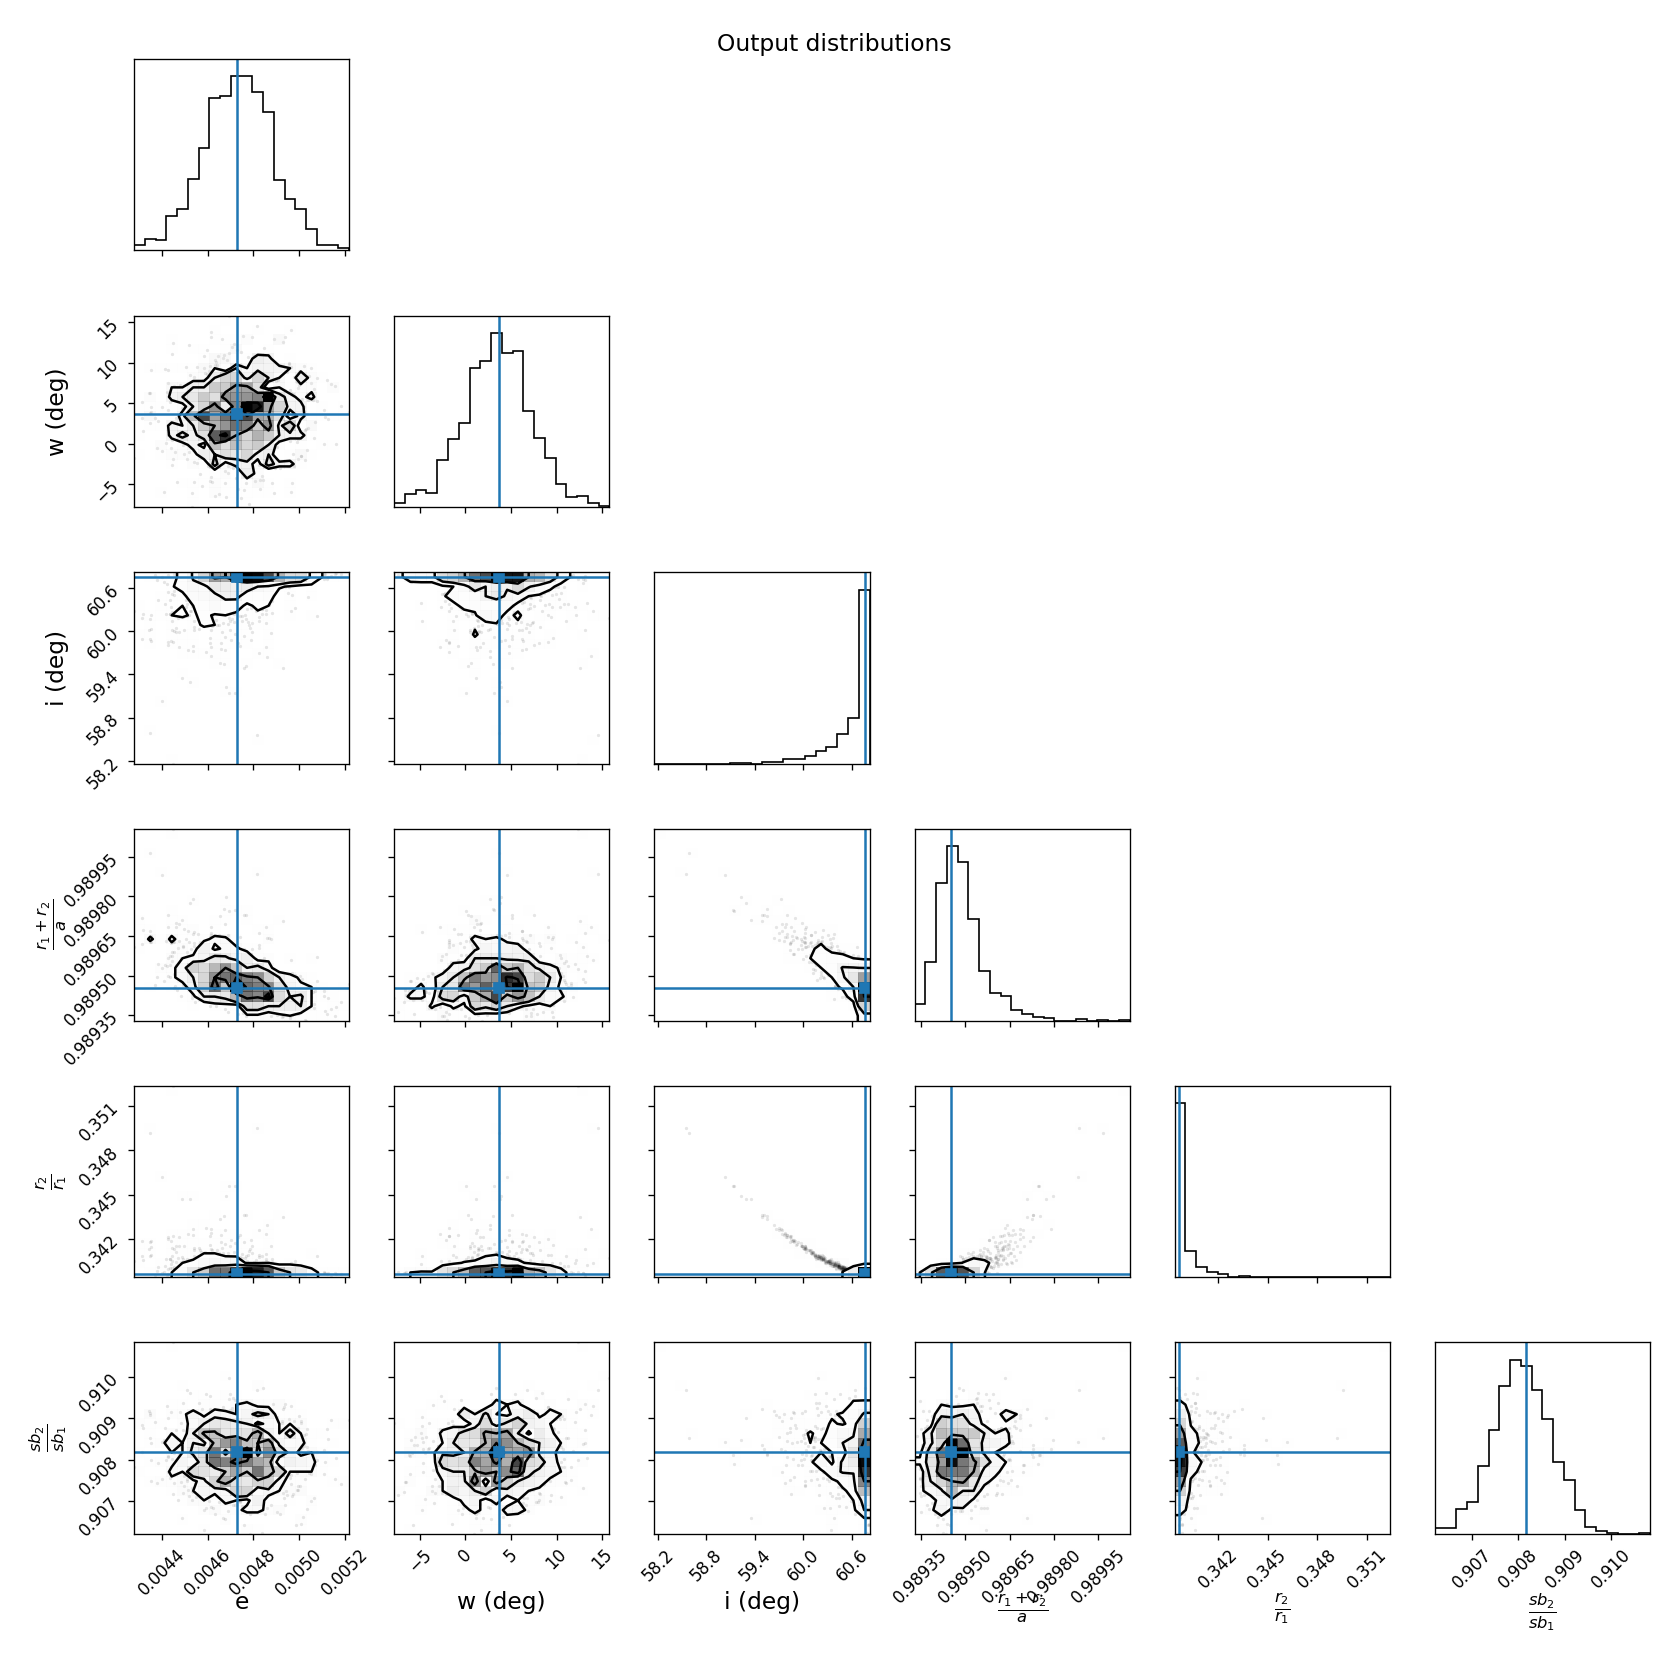 Output distributions
15
10
5
0
−5
w (deg)
60.6
60.0
59.4
58.8
58.2
i (deg)
0.98995
0.98980
0.98965
0.98950
0.98935
r₁ + r₂
a
0.351
0.348
0.345
0.342
r₂
r₁
0.910
0.909
0.908
0.907
sb₂
sb₁
0.0044 0.0046 0.0048 0.0050 0.0052
−5 0 5 10 15
58.2 58.8 59.4 60.0 60.6
0.98935 0.98950 0.98965 0.98980 0.98995
0.342 0.345 0.348 0.351
0.907 0.908 0.909 0.910
e
w (deg)
i (deg)
r₁ + r₂
a
r₂
r₁
sb₂
sb₁